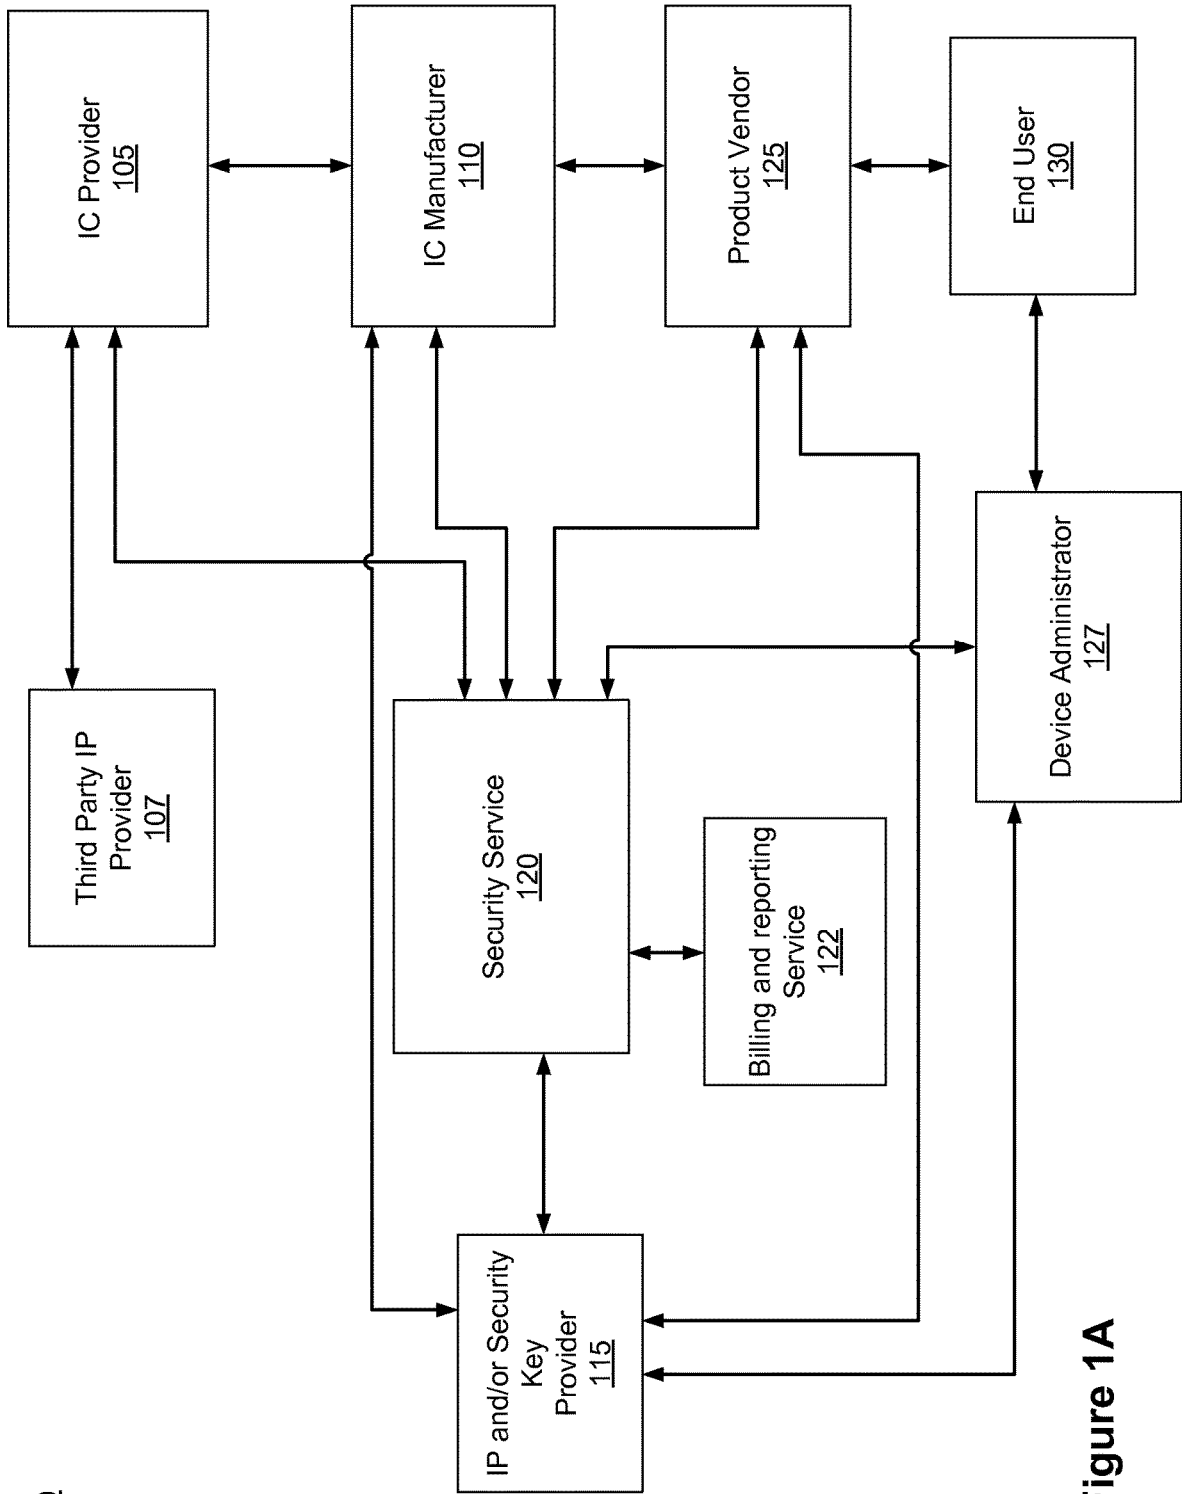 IC Provider
105
Third Party IP
Provider
107
IC Manufacturer
110
Security Service
120
IP and/or Security
Key
Provider
115
Product Vendor
125
Billing and reporting
Service
122
End User
130
Device Administrator
127
Figure 1A